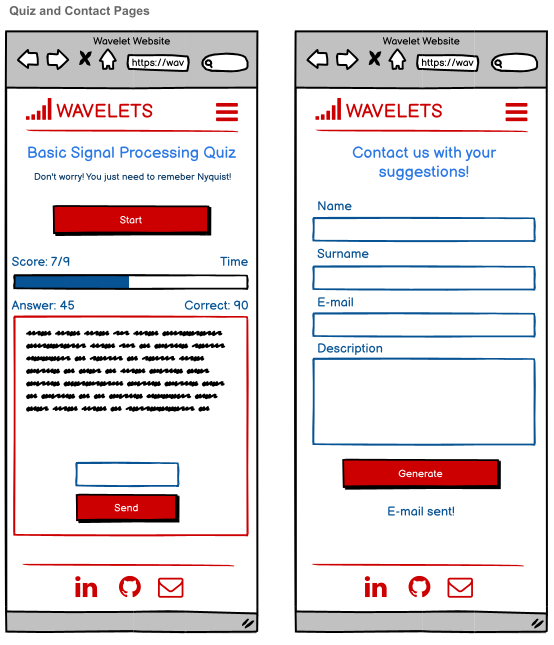 Quiz and Contact Pages
Wavelet Website
https://wav
WAVELETS
Basic Signal Processing Quiz
Don't worry! You just need to remeber Nyquist!
Start
Score: 7/9 Time
Answer: 45 Correct: 90
Send
in
Wavelet Website
https://wav
WAVELETS
Contact us with your
suggestions!
Name
Surname
E-mail
Description
Generate
E-mail sent!
in